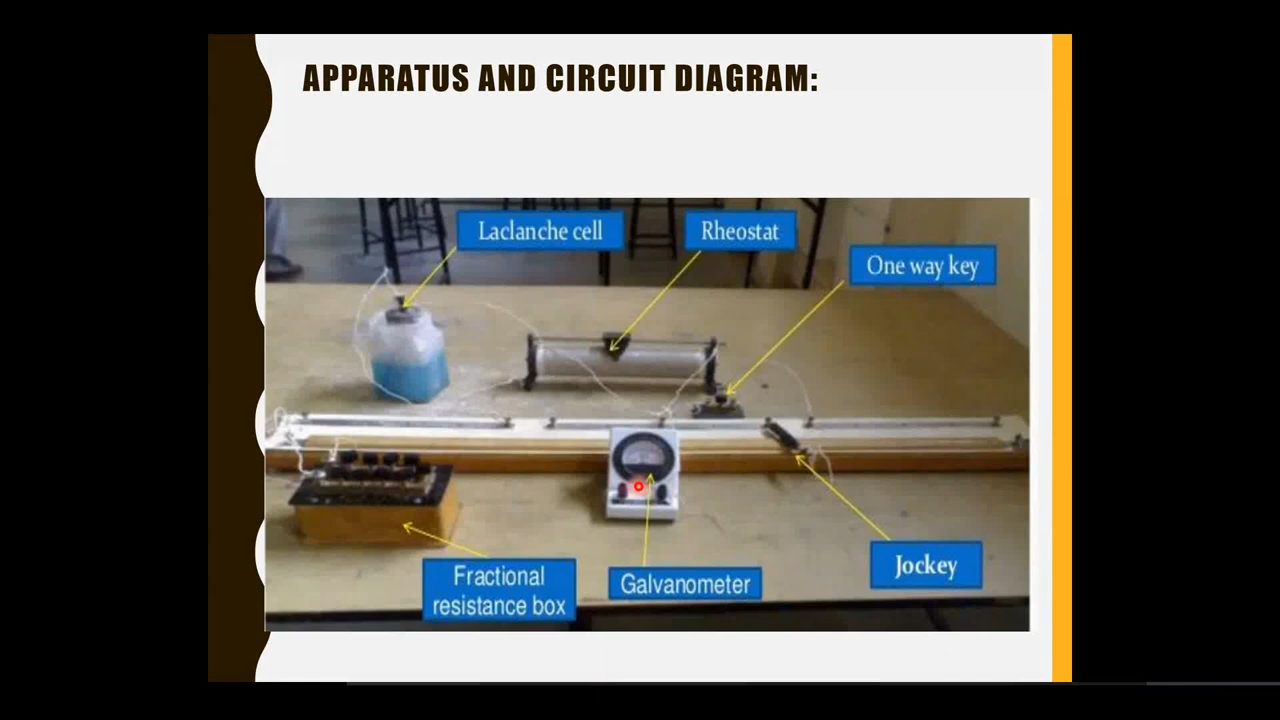 APPARATUS AND CIRCUIT DIAGRAM:
Laclanche cell
Rheostat
One way key
Fractional
resistance box
Galvanometer
Jockey